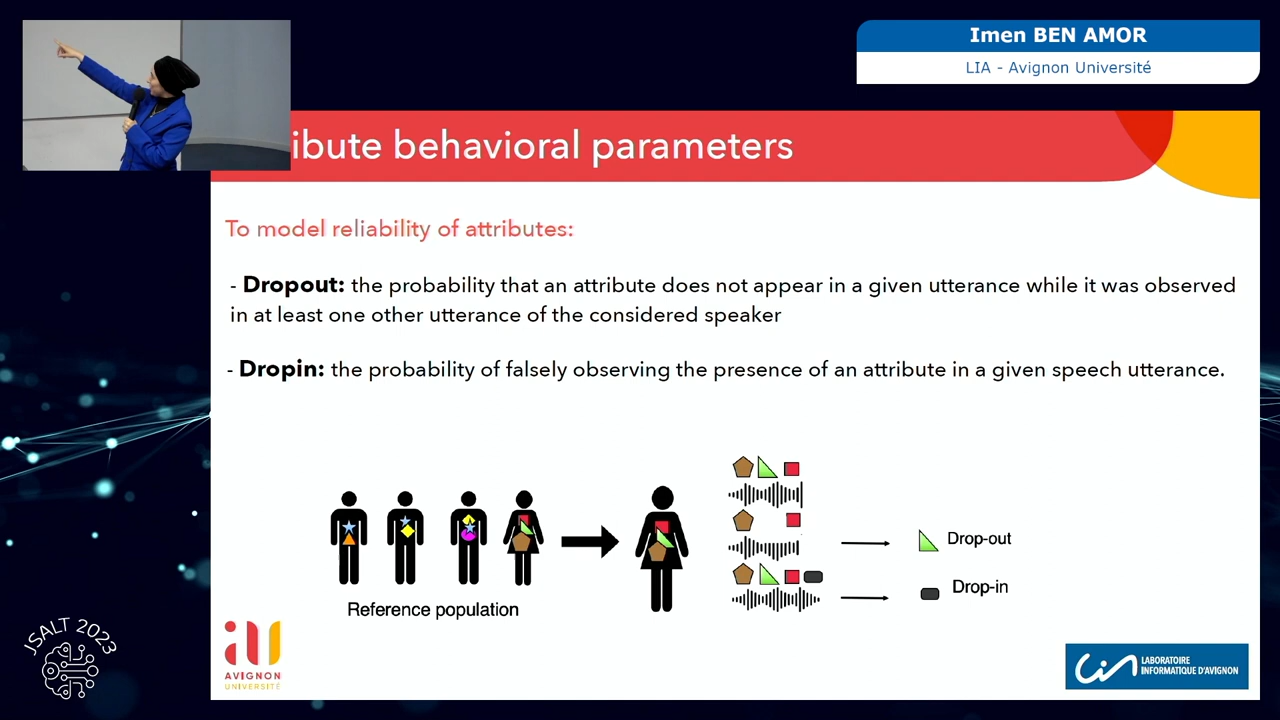 Imen BEN AMOR
LIA - Avignon Université
ibute behavioral parameters
To model reliability of attributes:
- Dropout: the probability that an attribute does not appear in a given utterance while it was observed
in at least one other utterance of the considered speaker
- Dropin: the probability of falsely observing the presence of an attribute in a given speech utterance.
Drop-out
Drop-in
Reference population
JSALT 2023
AVIGNON
UNIVERSITÉ
LIA
LABORATOIRE
INFORMATIQUE D'AVIGNON